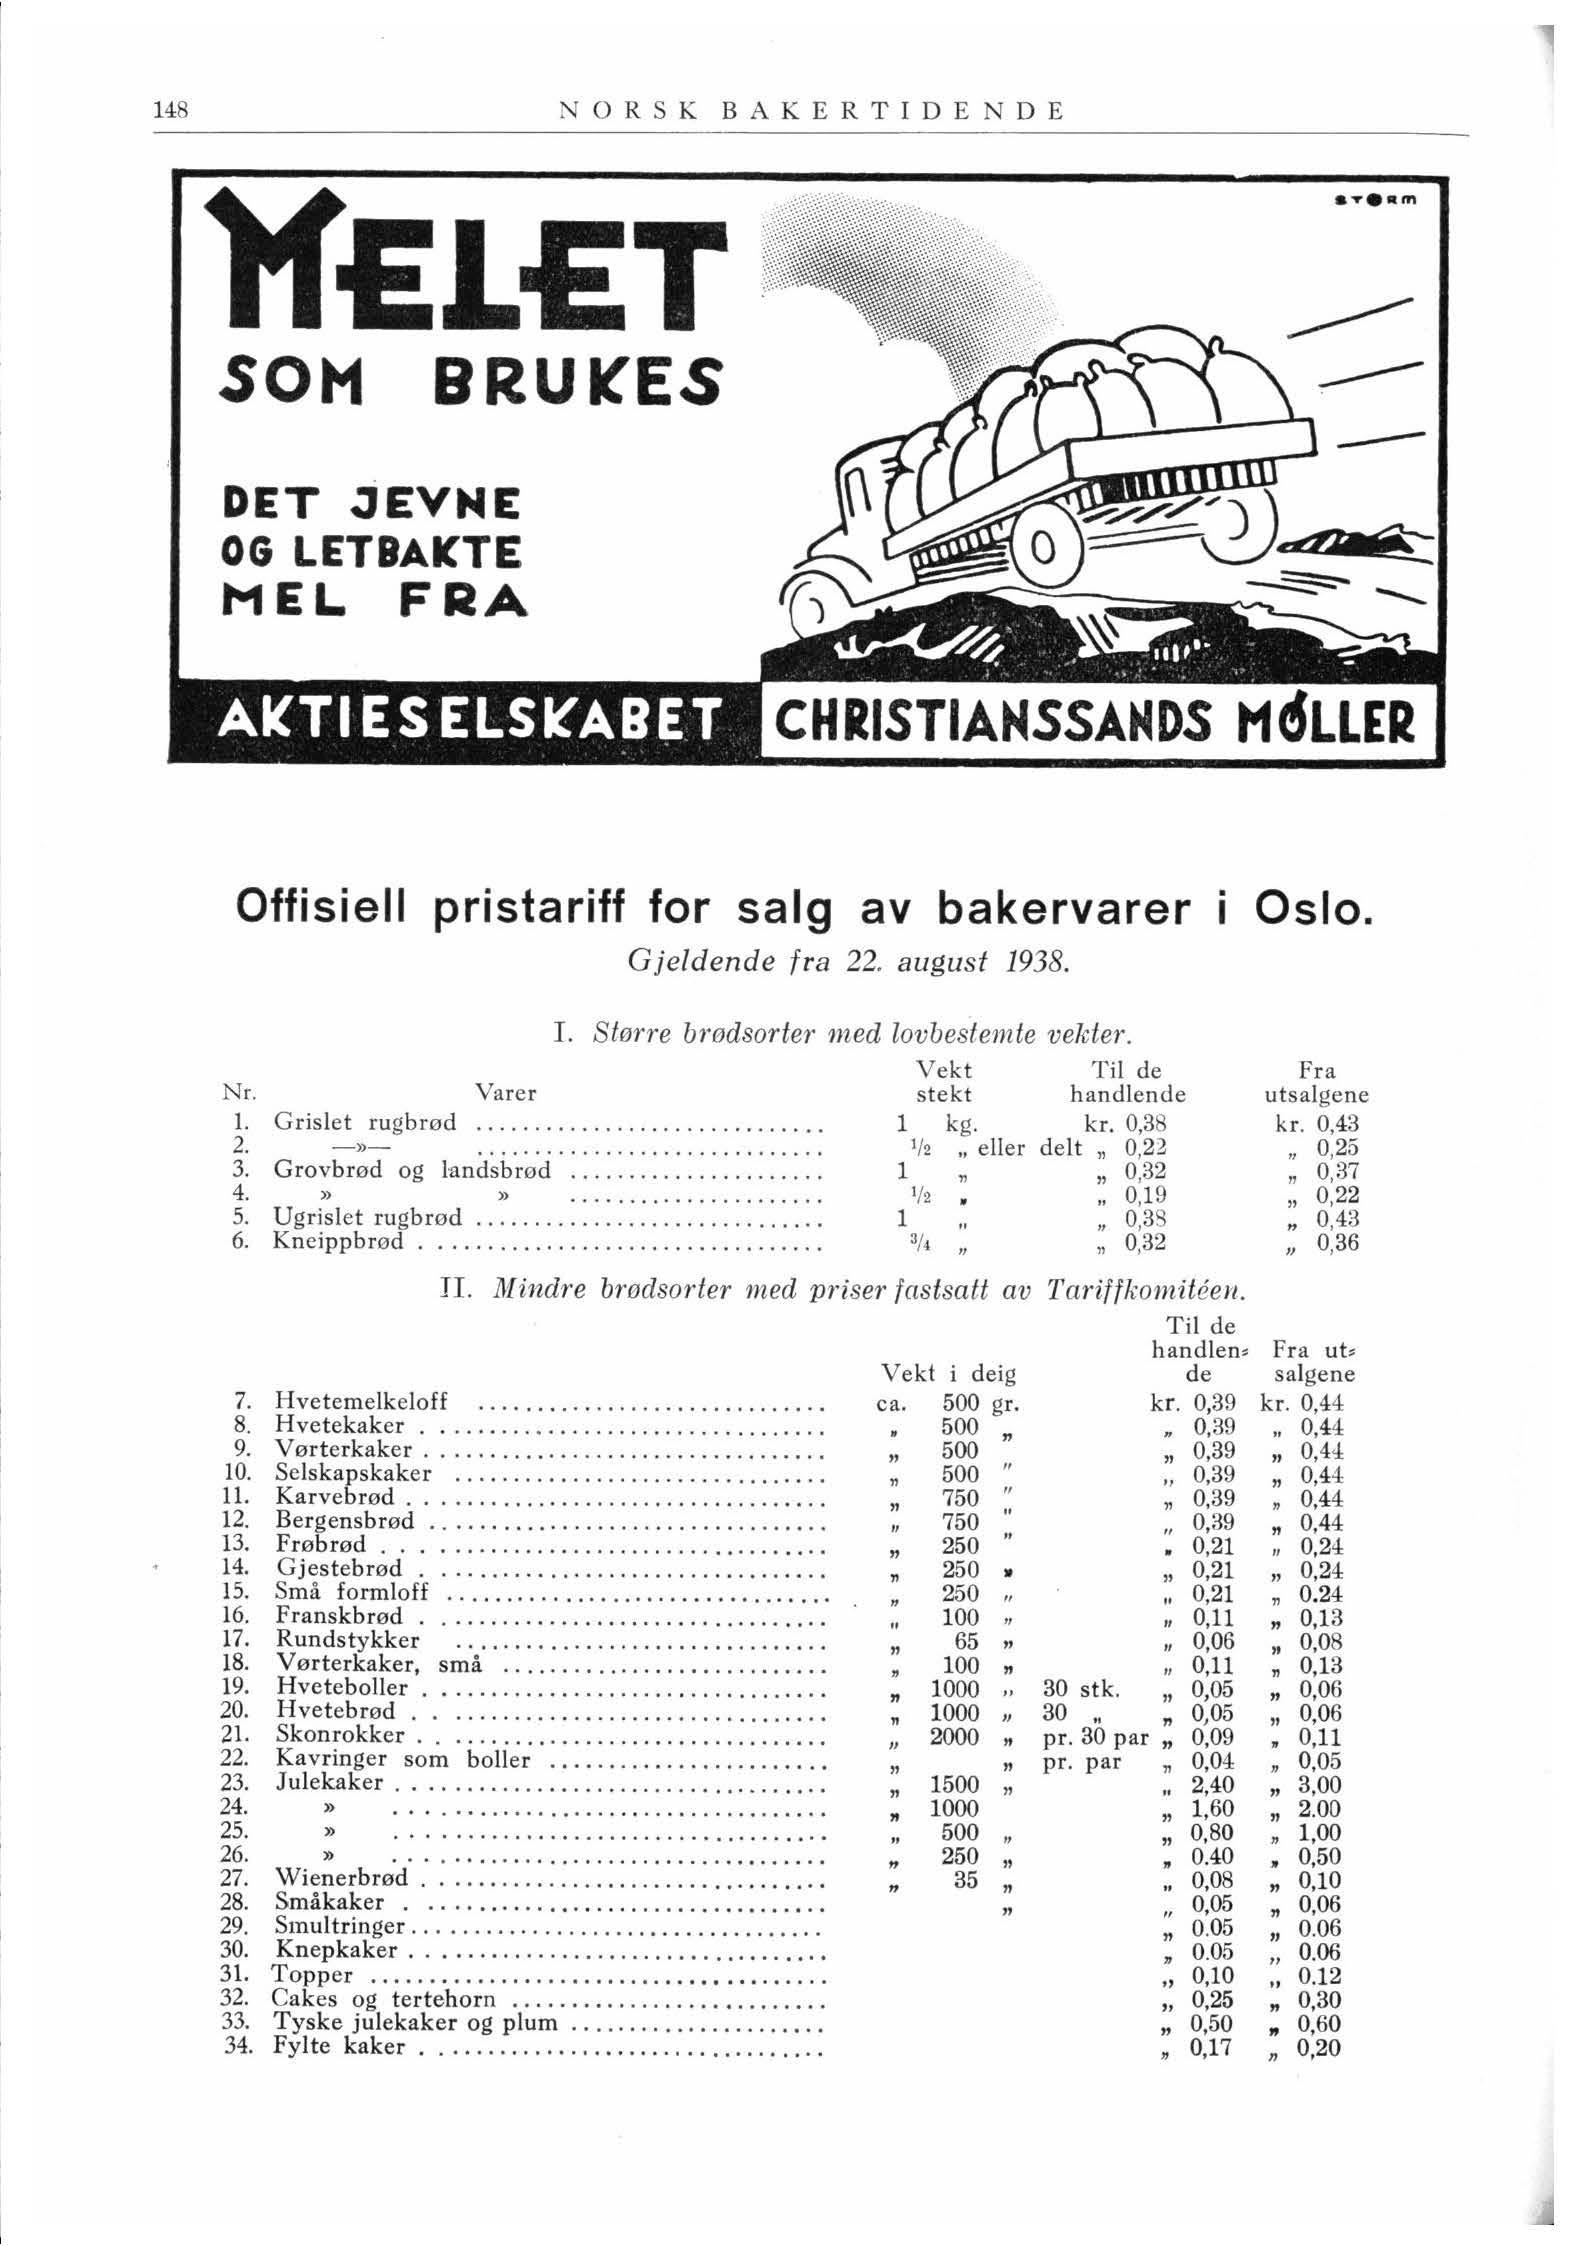 148 NORSK BAKERTIDENDE
STORM
MELET
SOM BRUKES
DET JEVNE
OG LETBAKTE
MEL FRA
AKTIESELSKABET CHRISTIANSSANDS MØLLER
Offisiell pristariff for salg av bakervarer i Oslo.
Gjeldende fra 22. august 1938.
I. Større brødsorter med lovbestemte vekter.
Vekt Til de Fra
Nr. Varer stekt handlende utsalgene
1. Grislet rugbrød .............................. 1 kg. kr. 0,38 kr. 0,43
2. —»— .............................. 1/2 „ eller delt „ 0,22 „ 0,25
3. Grovbrød og landsbrød ...................... 1 „ „ 0,32 „ 0,37
4. » » ...................... 1/2 „ „ 0,19 „ 0,22
5. Ugrislet rugbrød .............................. 1 „ „ 0,38 „ 0,43
6. Kneippbrød .................................. 3/4 „ „ 0,32 „ 0,36
II. Mindre brødsorter med priser fastsatt av Tariffkomitéen.
Til de
handlen- Fra ut-
Vekt i deig de salgene
7. Hvetemelkeloff .............................. ca. 500 gr. kr. 0,39 kr. 0,44
8. Hvetekaker .................................. „ 500 „ „ 0,39 „ 0,44
9. Vørterkaker .................................. „ 500 „ „ 0,39 „ 0,44
10. Selskapskaker ................................ „ 500 „ „ 0,39 „ 0,44
11. Karvebrød .................................... „ 750 „ „ 0,39 „ 0,44
12. Bergensbrød .................................. „ 750 „ „ 0,39 „ 0,44
13. Frøbrød ...................................... „ 250 „ „ 0,21 „ 0,24
14. Gjestebrød ................................... „ 250 „ „ 0,21 „ 0,24
15. Små formloff ................................. „ 250 „ „ 0,21 „ 0.24
16. Franskbrød ................................... „ 100 „ „ 0,11 „ 0,13
17. Rundstykker ................................ „ 65 „ „ 0,06 „ 0,08
18. Vørterkaker, små ............................ „ 100 „ „ 0,11 „ 0,13
19. Hveteboller .................................. „ 1000 „ 30 stk. „ 0,05 „ 0,06
20. Hvetebrød ................................... „ 1000 „ 30 „ „ 0,05 „ 0,06
21. Skonrokker ................................... „ 2000 „ pr. 30 par „ 0,09 „ 0,11
22. Kavringer som boller ........................ „ „ pr. par „ 0,04 „ 0,05
23. Julekaker .................................... „ 1500 „ „ 2,40 „ 3,00
24. » .................................... „ 1000 „ 1,60 „ 2.00
25. » .................................... „ 500 „ „ 0,80 „ 1,00
26. » .................................... „ 250 „ „ 0.40 „ 0,50
27. Wienerbrød ................................... „ 35 „ „ 0,08 „ 0,10
28. Småkaker .................................... „ „ 0,05 „ 0,06
29. Smultringer................................... „ 0.05 „ 0.06
30. Knepkaker .................................... „ 0.05 „ 0.06
31. Topper ...................................... „ 0,10 „ 0.12
32. Cakes og tertehorn ........................... „ 0,25 „ 0,30
33. Tyske julekaker og plum ...................... „ 0,50 „ 0,60
34. Fylte kaker .................................. „ 0,17 „ 0,20